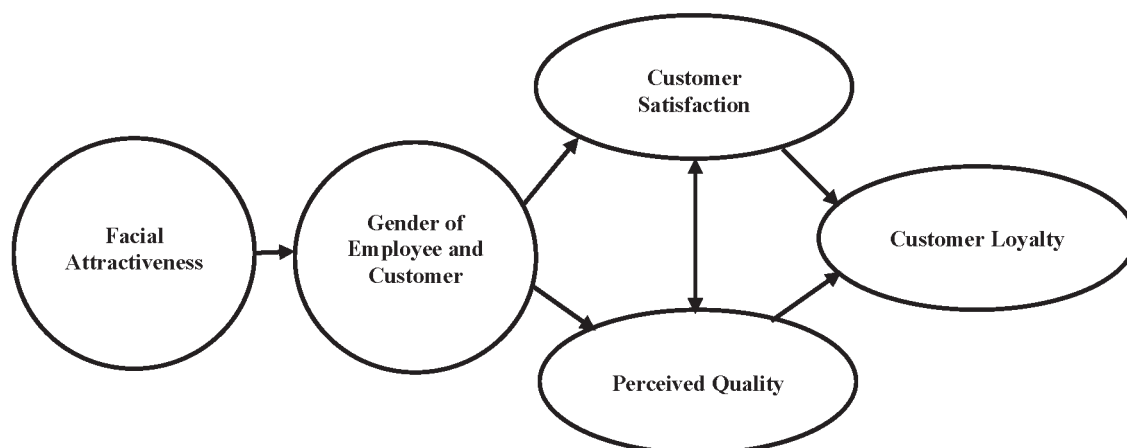 Facial
Attractiveness
Gender of
Employee and
Customer
Customer
Satisfaction
Perceived Quality
Customer Loyalty